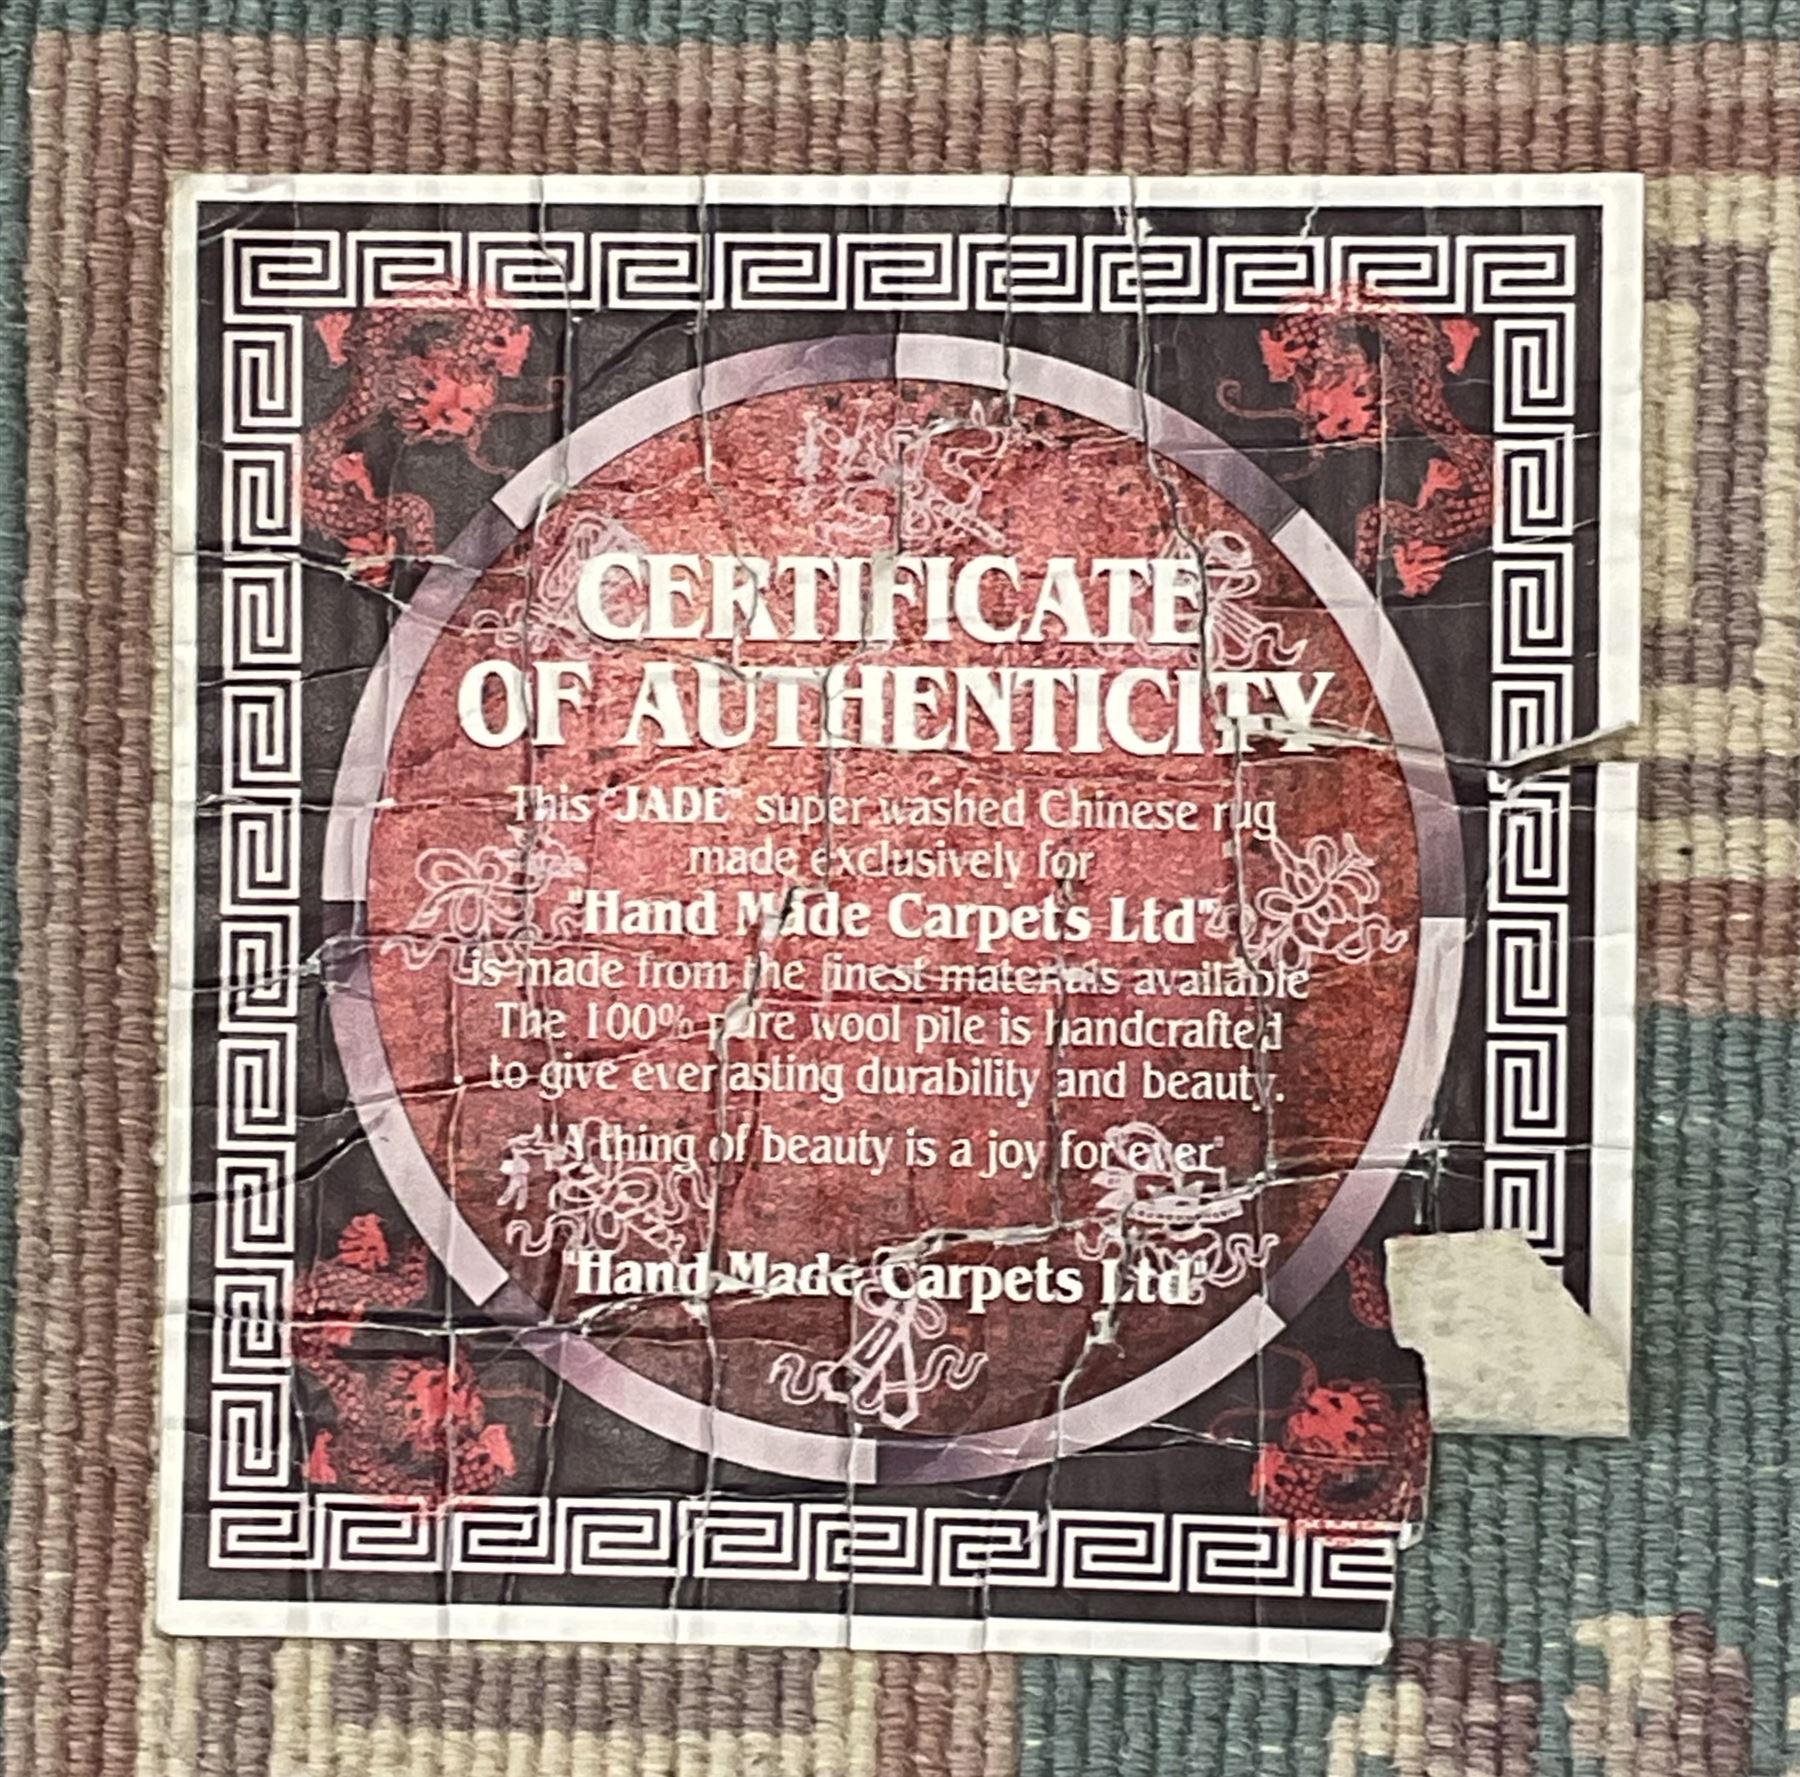 CERTIFICATE
OF AUTHENTICITY
This "JADE" super washed Chinese rug
made exclusively for
"Hand Made Carpets Ltd"
is made from the finest materials available
The 100% pure wool pile is handcrafted
to give everlasting durability and beauty.
"A thing of beauty is a joy for ever"
"Hand Made Carpets Ltd"